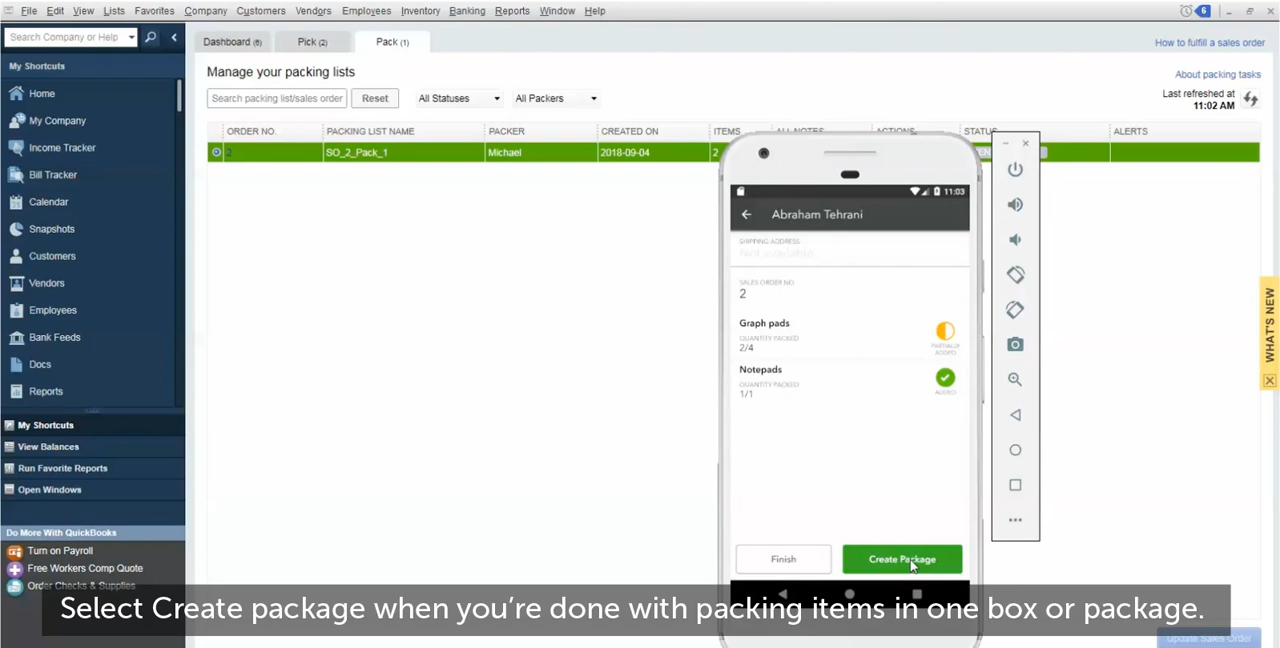 File Edit View Lists Favorites Company Customers Vendors Employees Inventory Banking Reports Window Help
6
Search Company or Help
My Shortcuts
Home
My Company
Income Tracker
Bill Tracker
Calendar
Snapshots
Customers
Vendors
Employees
Bank Feeds
Docs
Reports
My Shortcuts
View Balances
Run Favorite Reports
Open Windows
Do More With QuickBooks
Turn on Payroll
Free Workers Comp Quote
Order Checks & Supplies
Dashboard (6) Pick (2) Pack (1)
How to fulfill a sales order
Manage your packing lists
About packing tasks
Search packing list/sales order Reset All Statuses All Packers
Last refreshed at
11:02 AM
ORDER NO. PACKING LIST NAME PACKER CREATED ON ITEMS ALL NOTES ACTIONS STATUS ALERTS
2 SO_2_Pack_1 Michael 2018-09-04 2
11:03
Abraham Tehrani
SHIPPING ADDRESS
Not available
SALES ORDER NO.
2
Graph pads
QUANTITY PACKED
2/4
PARTIALLY
ADDED
Notepads
QUANTITY PACKED
1/1
ADDED
Finish Create Package
WHAT'S NEW
Select Create package when you're done with packing items in one box or package.
Update Sales Order